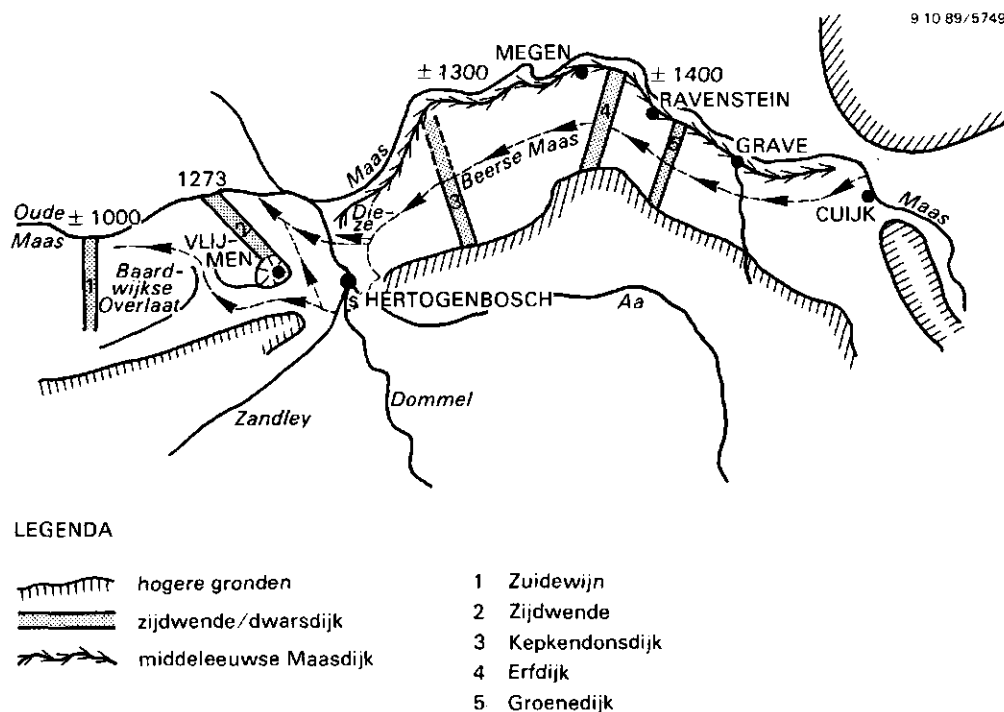 9 10 89/5749
MEGEN
± 1300
± 1400
RAVENSTEIN
4
GRAVE
5
Maas
Beerse Maas
CUIJK
Maas
1273
3
Die-
ze
Oude
Maas
± 1000
2
VLIJ-
MEN
1
Baard-
wijkse
Overlaat
's HERTOGENBOSCH
Aa
Zandley
Dommel
LEGENDA
hogere gronden
zijdwende/dwarsdijk
middeleeuwse Maasdijk
1 Zuidewijn
2 Zijdwende
3 Kepkendonsdijk
4 Erfdijk
5 Groenedijk